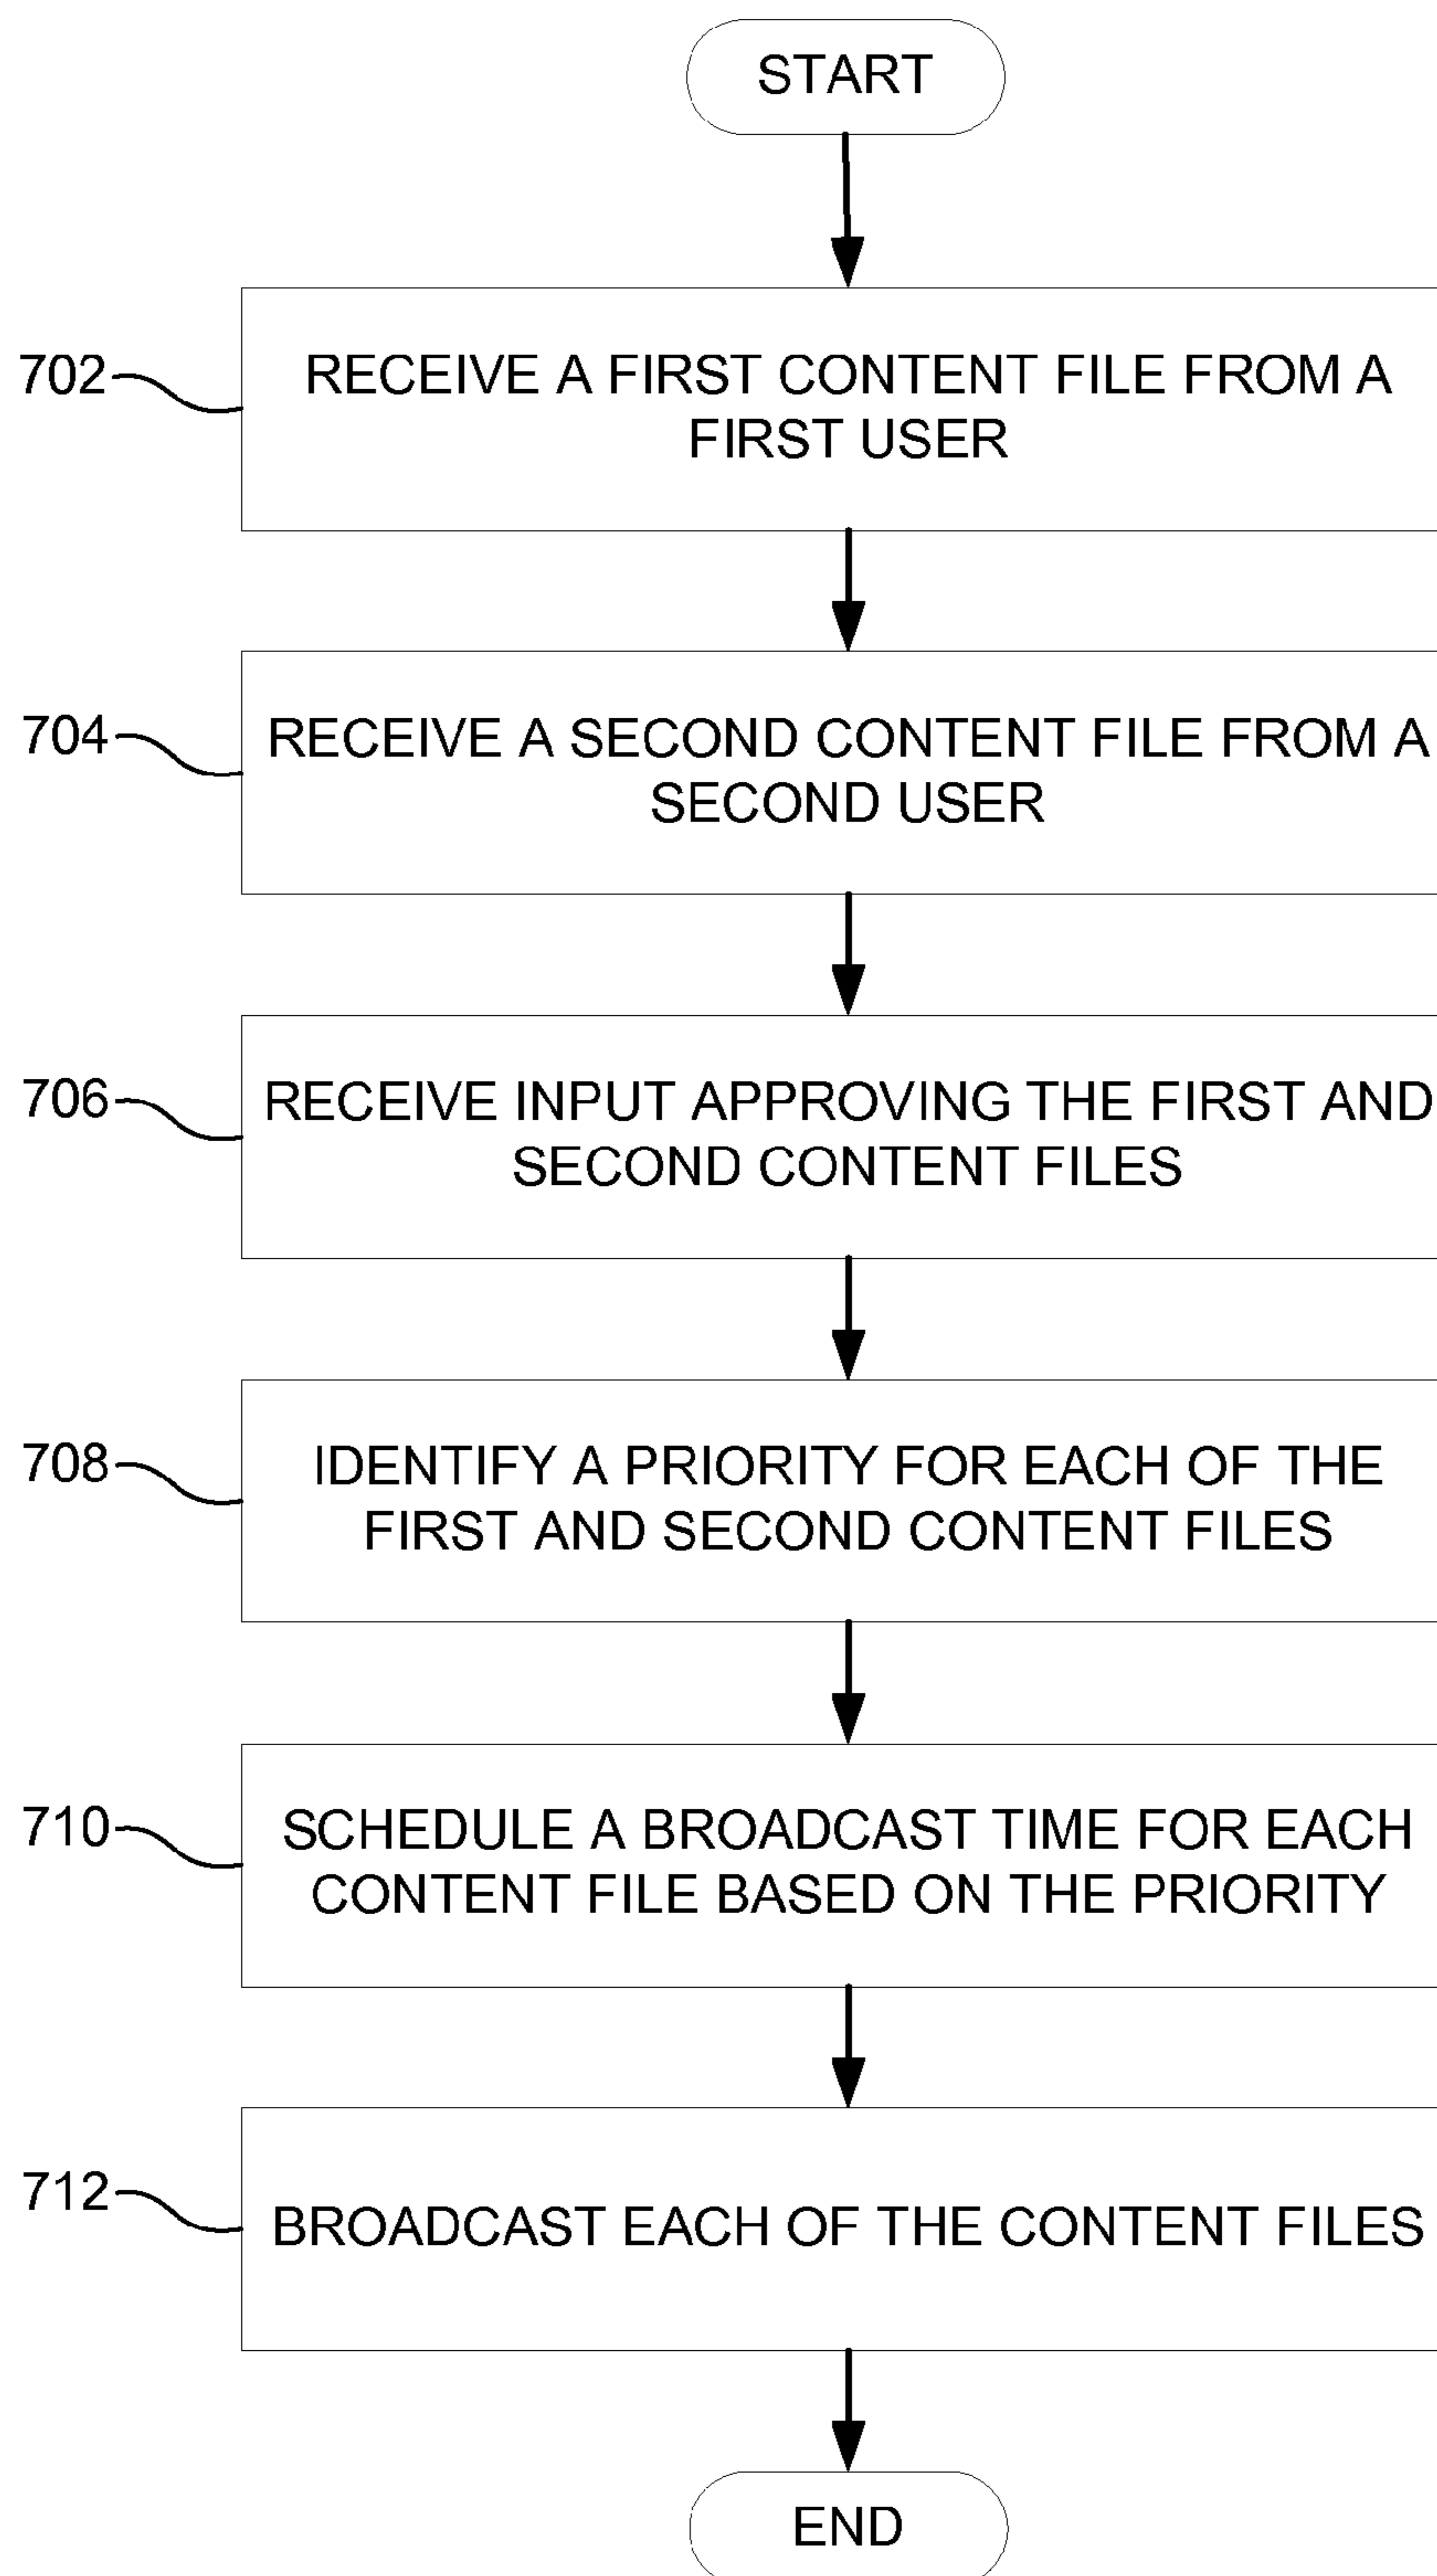 START
702
RECEIVE A FIRST CONTENT FILE FROM A
FIRST USER
704
RECEIVE A SECOND CONTENT FILE FROM A
SECOND USER
706
RECEIVE INPUT APPROVING THE FIRST AND
SECOND CONTENT FILES
708
IDENTIFY A PRIORITY FOR EACH OF THE
FIRST AND SECOND CONTENT FILES
710
SCHEDULE A BROADCAST TIME FOR EACH
CONTENT FILE BASED ON THE PRIORITY
712
BROADCAST EACH OF THE CONTENT FILES
END